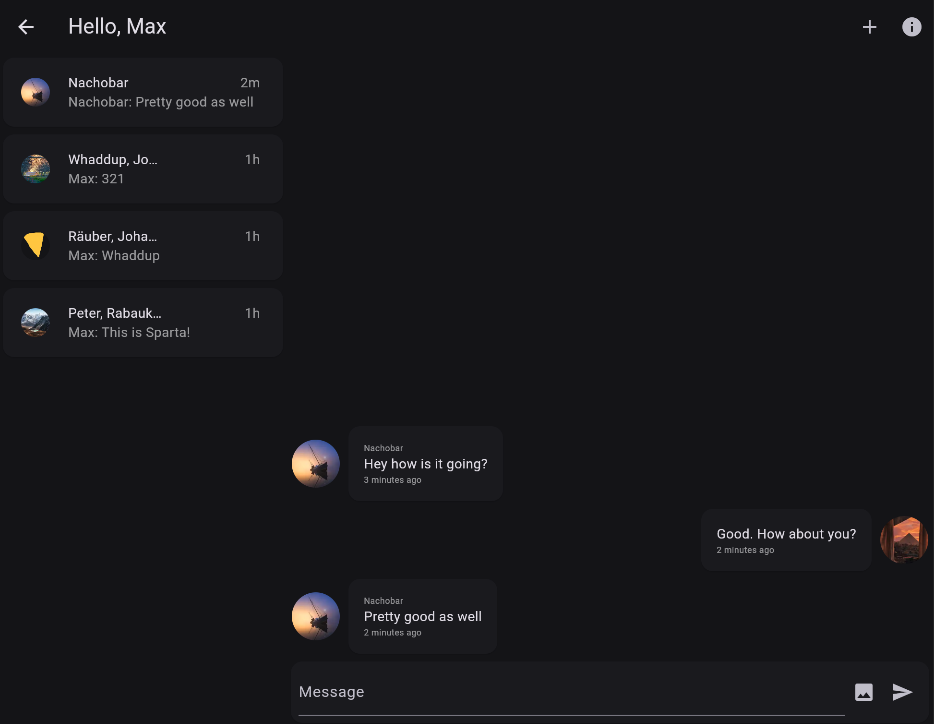 Hello, Max
Nachobar 2m
Nachobar: Pretty good as well
Whaddup, Jo… 1h
Max: 321
Räuber, Joha… 1h
Max: Whaddup
Peter, Rabauk… 1h
Max: This is Sparta!
Nachobar
Hey how is it going?
3 minutes ago
Good. How about you?
2 minutes ago
Nachobar
Pretty good as well
2 minutes ago
Message